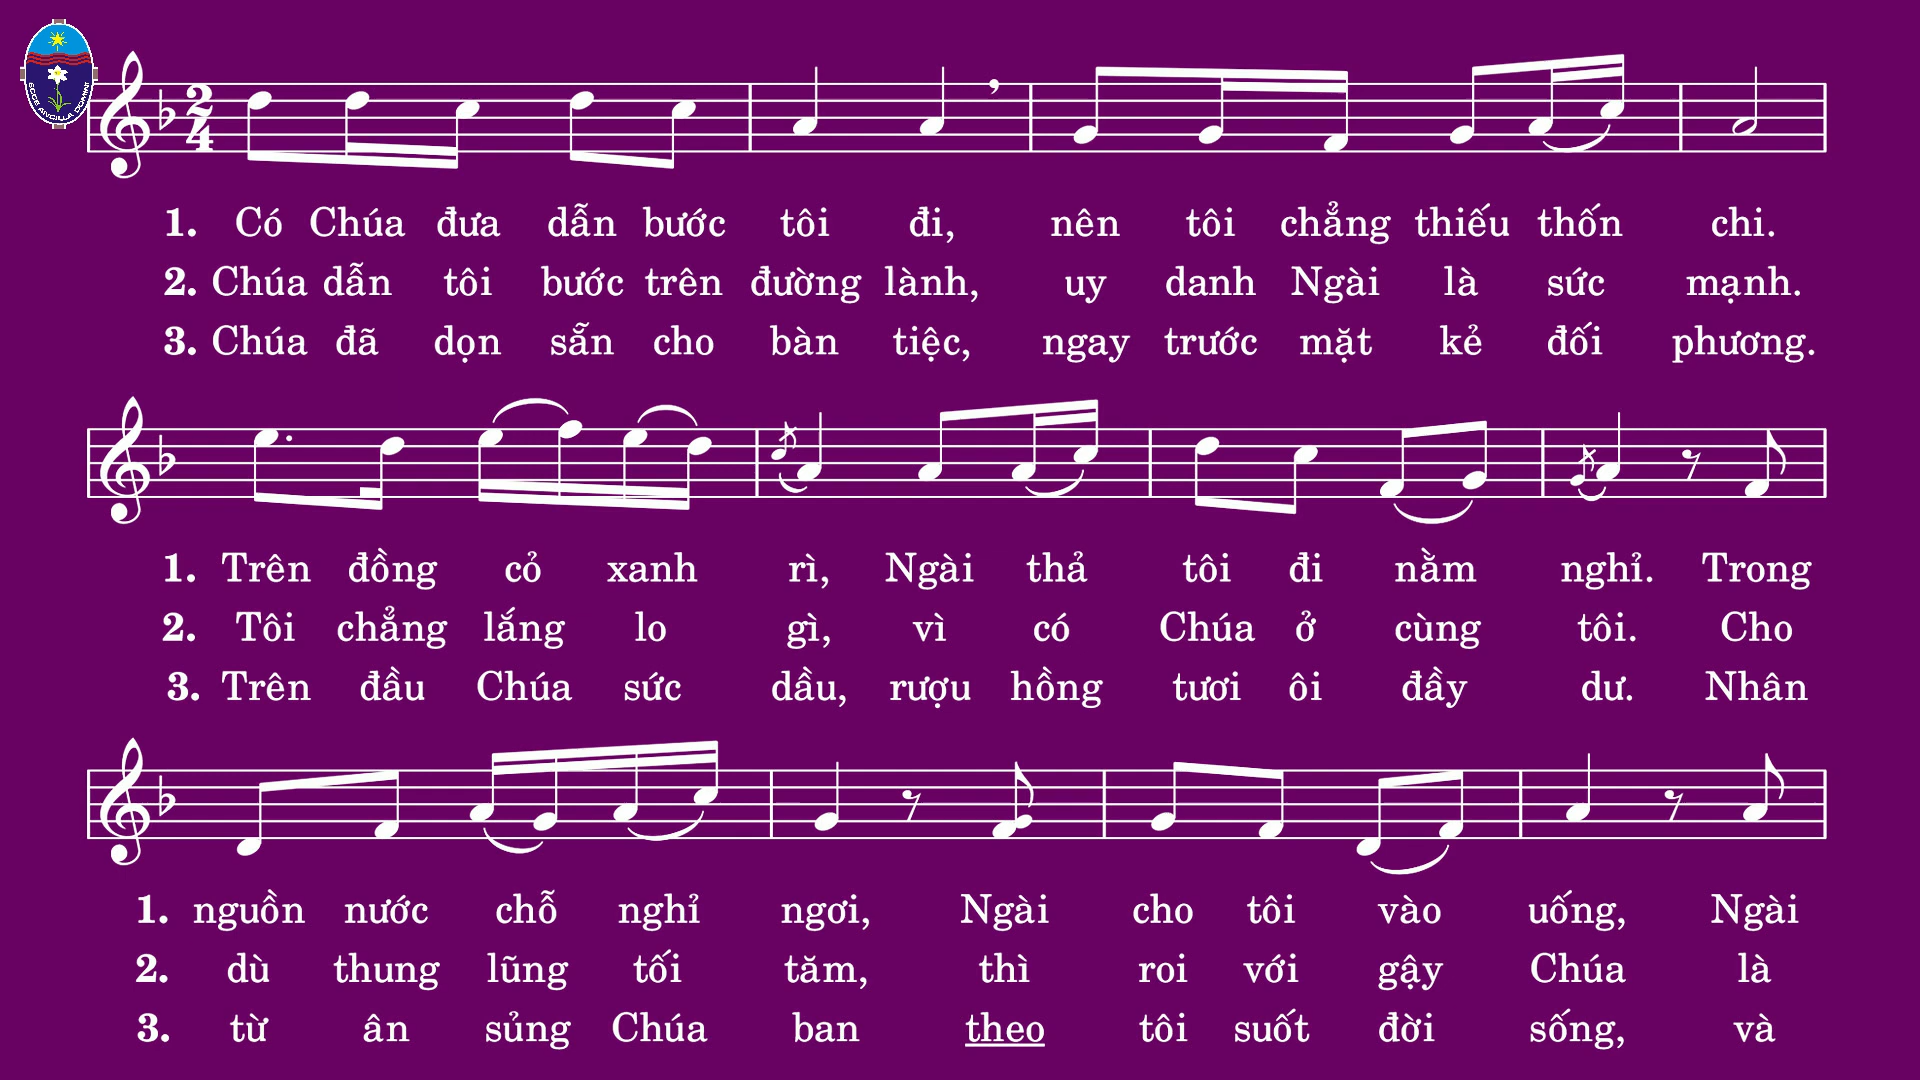 ECCE ANCILLA DOMINI
2
4
1. Có Chúa đưa dẫn bước tôi đi, nên tôi chẳng thiếu thốn chi.
2. Chúa dẫn tôi bước trên đường lành, uy danh Ngài là sức mạnh.
3. Chúa đã dọn sẵn cho bàn tiệc, ngay trước mặt kẻ đối phương.
1. Trên đồng cỏ xanh rì, Ngài thả tôi đi nằm nghỉ. Trong
2. Tôi chẳng lắng lo gì, vì có Chúa ở cùng tôi. Cho
3. Trên đầu Chúa sức dầu, rượu hồng tươi ôi đầy dư. Nhân
1. nguồn nước chỗ nghỉ ngơi, Ngài cho tôi vào uống, Ngài
2. dù thung lũng tối tăm, thì roi với gậy Chúa là
3. từ ân sủng Chúa ban theo tôi suốt đời sống, và